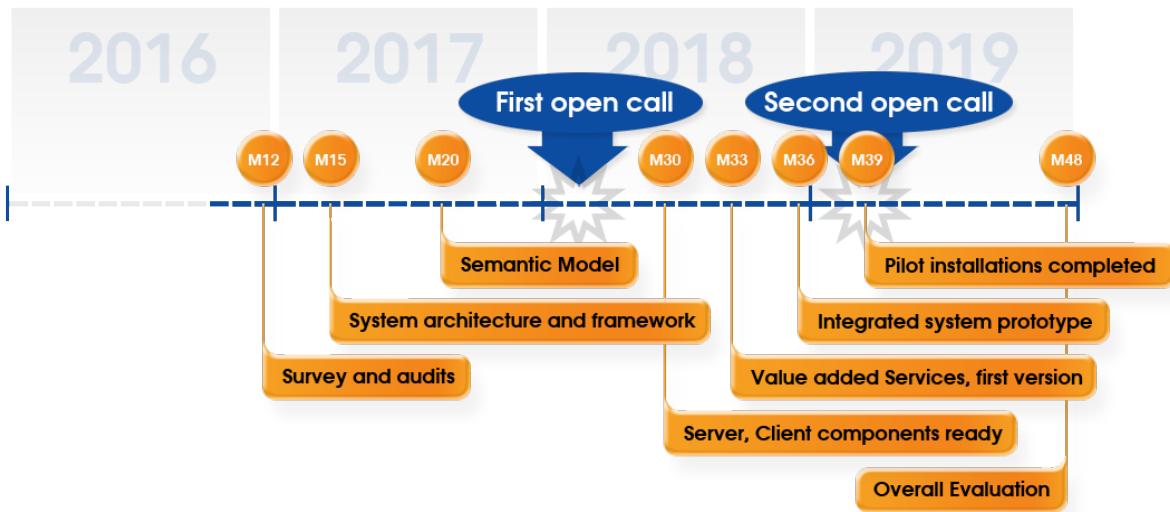 2016
2017
2018
2019
First open call
Second open call
M12
M15
M20
M30
M33
M36
M39
M48
Semantic Model
Pilot installations completed
System architecture and framework
Integrated system prototype
Survey and audits
Value added Services, first version
Server, Client components ready
Overall Evaluation